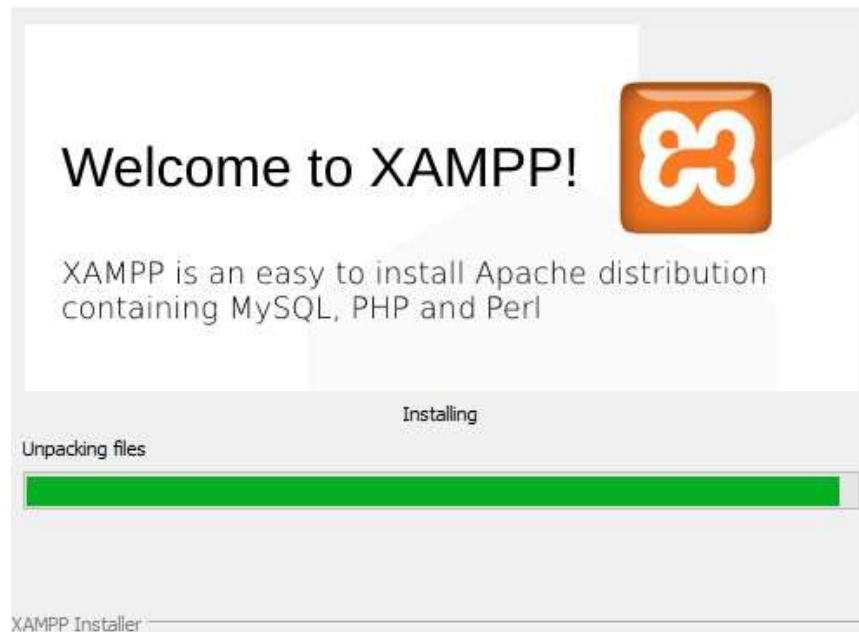 Welcome to XAMPP!
XAMPP is an easy to install Apache distribution
containing MySQL, PHP and Perl
Installing
Unpacking files
XAMPP Installer